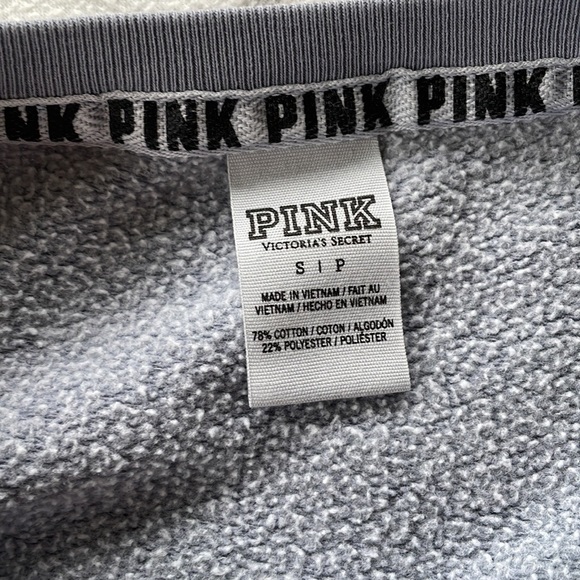 NK PINK PINK PINK
PINK
VICTORIA'S SECRET
S | P
MADE IN VIETNAM / FAIT AU
VIETNAM / HECHO EN VIETNAM
78% COTTON / COTON / ALGODÓN
22% POLYESTER / POLIÉSTER